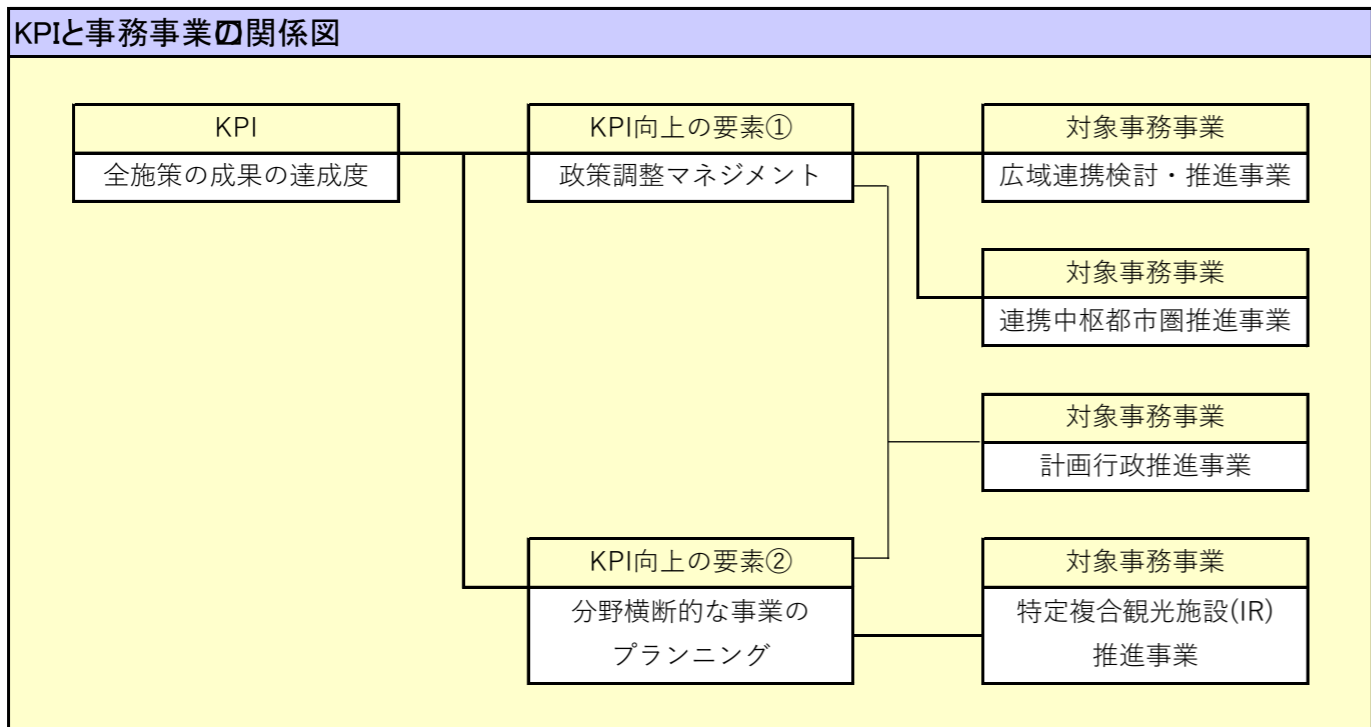 KPIと事務事業の関係図
KPI
全施策の成果の達成度
KPI向上の要素①
政策調整マネジメント
対象事務事業
広域連携検討・推進事業
対象事務事業
連携中枢都市圏推進事業
対象事務事業
計画行政推進事業
KPI向上の要素②
分野横断的な事業の
プランニング
対象事務事業
特定複合観光施設(IR)
推進事業